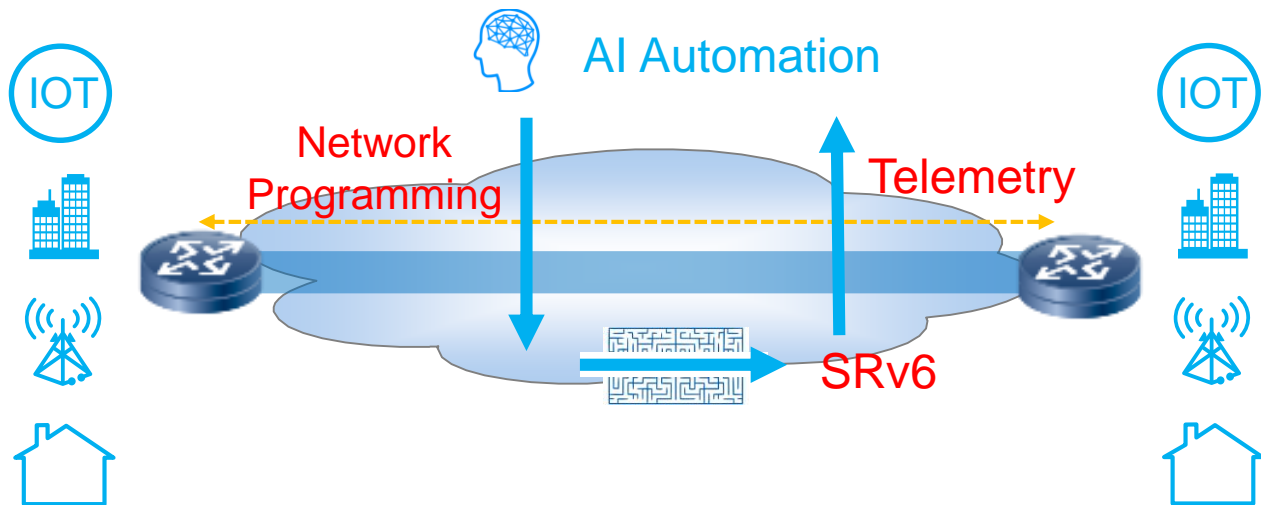 AI Automation
IOT
IOT
Network
Programming
Telemetry
SRv6